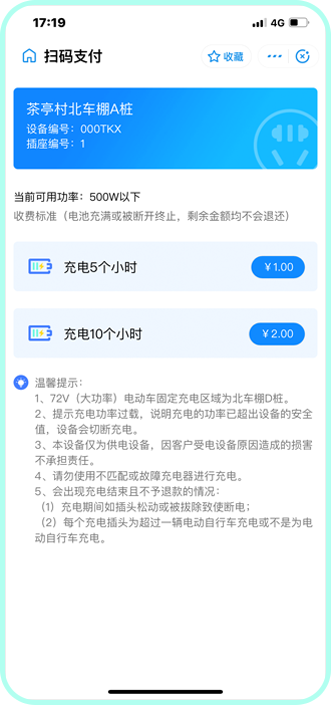 17:19
4G
扫码支付
收藏
茶亭村北车棚A桩
设备编号：000TKX
插座编号：1
当前可用功率：500W以下
收费标准（电池充满或被断开终止，剩余金额均不会退还）
充电5个小时
￥1.00
充电10个小时
￥2.00
温馨提示：
1、72V（大功率）电动车固定充电区域为北车棚D桩。
2、提示充电功率过载，说明充电的功率已超出设备的安全
值，设备会切断充电。
3、本设备仅为供电设备，因客户受电设备原因造成的损害
不承担责任。
4、请勿使用不匹配或故障充电器进行充电。
5、会出现充电结束且不予退款的情况：
（1）充电期间如插头松动或被拔除致使断电；
（2）每个充电插头为超过一辆电动自行车充电或不是为电
动自行车充电。